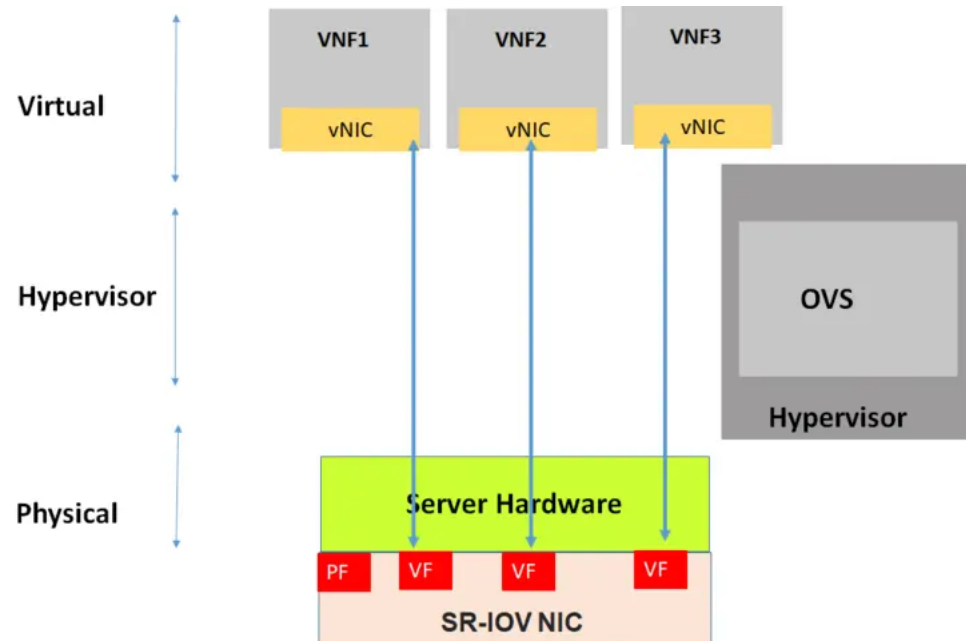 VNF1
VNF2
VNF3
Virtual
vNIC
vNIC
vNIC
Hypervisor
OVS
Hypervisor
Physical
Server Hardware
PF
VF
VF
VF
SR-IOV NIC